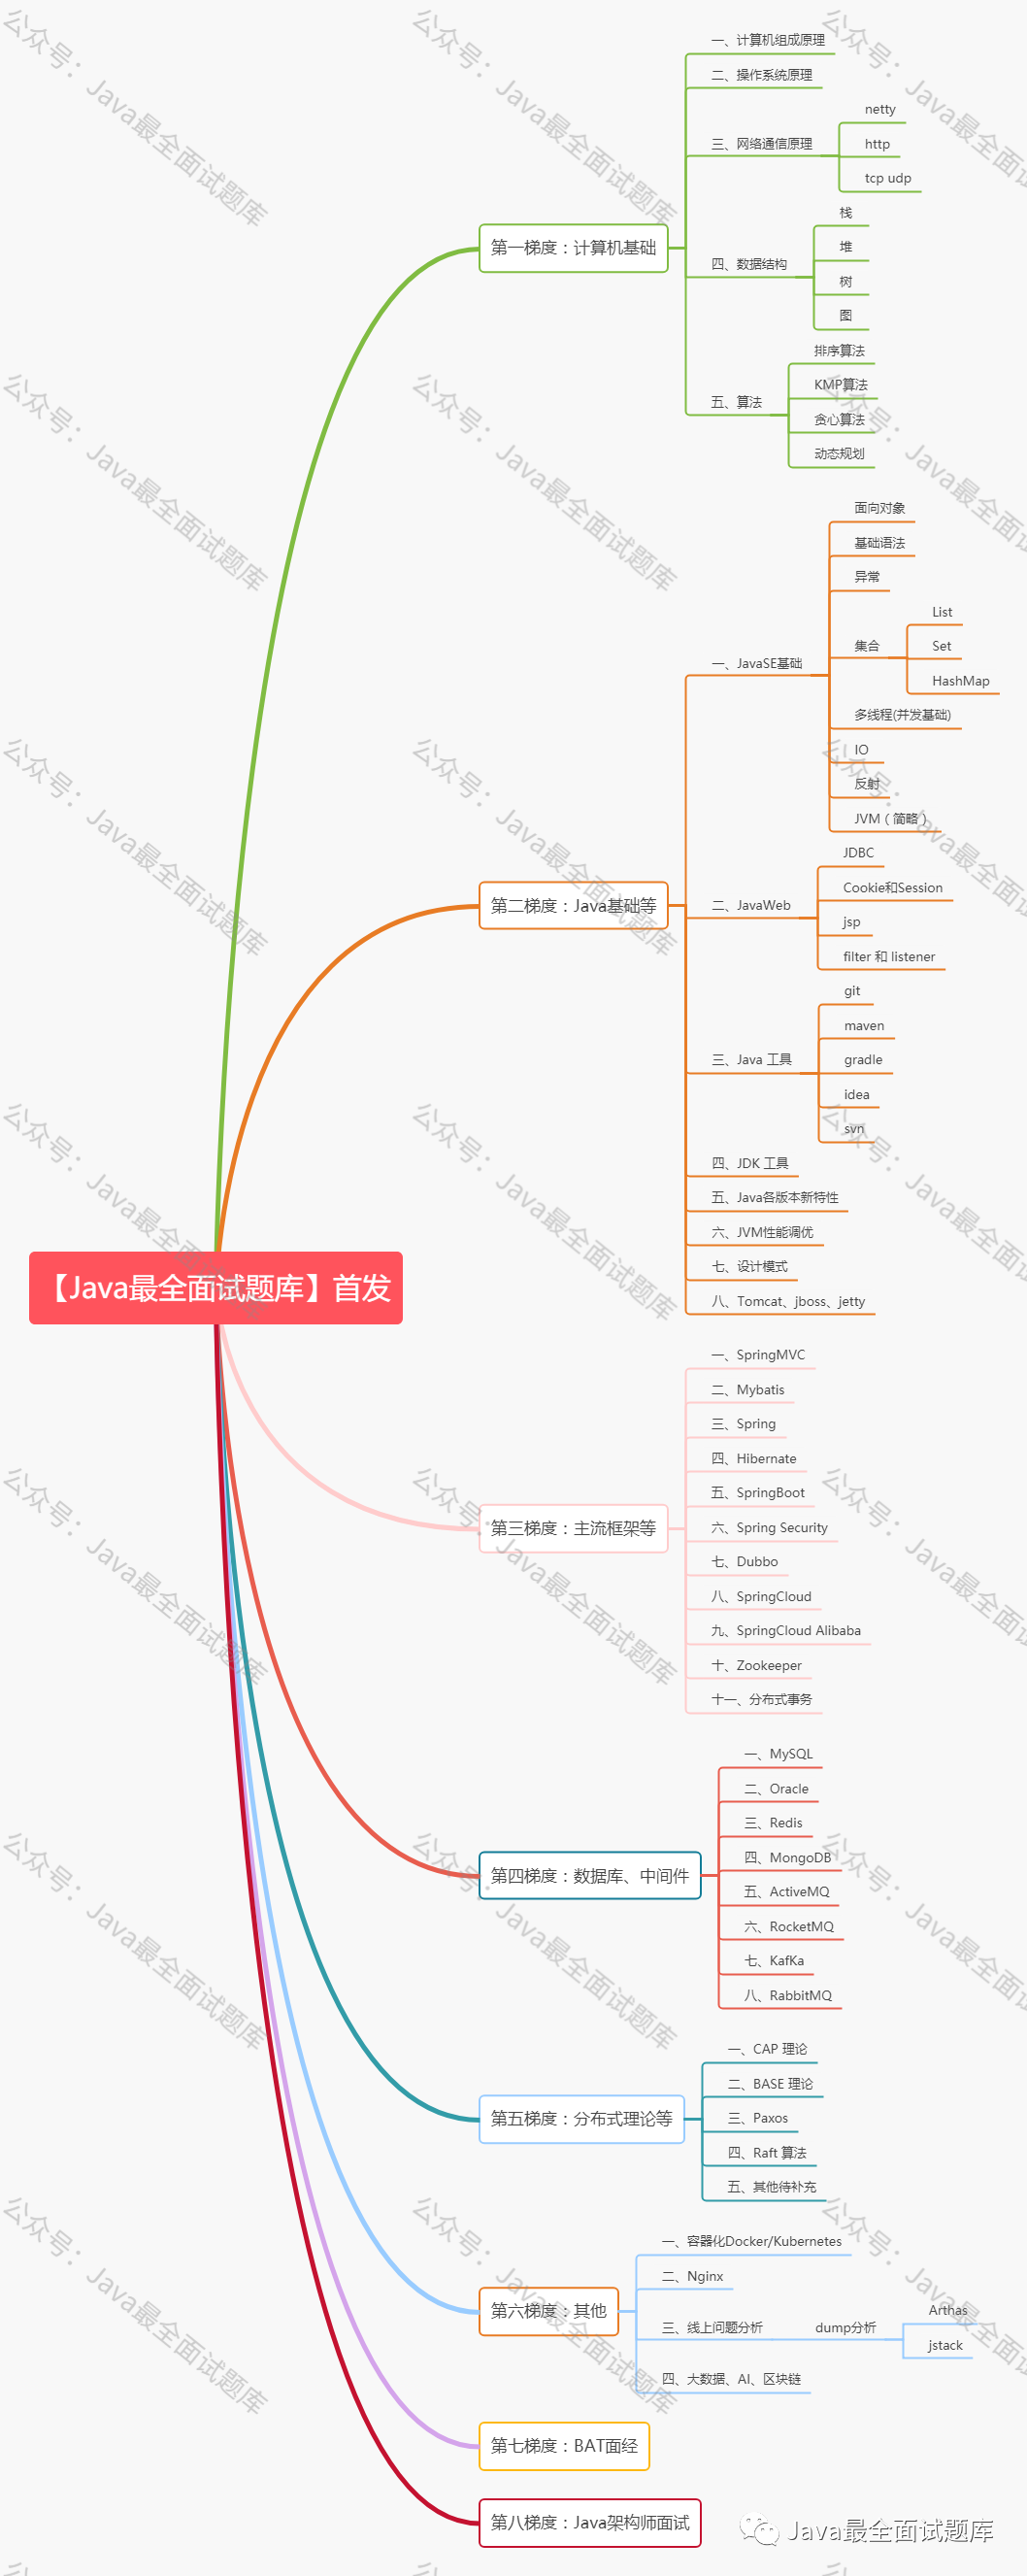 【Java最全面试题库】首发
第一梯度：计算机基础
一、计算机组成原理
二、操作系统原理
三、网络通信原理
netty
http
tcp udp
四、数据结构
栈
堆
树
图
五、算法
排序算法
KMP算法
贪心算法
动态规划
第二梯度：Java基础等
一、JavaSE基础
面向对象
基础语法
异常
集合
List
Set
HashMap
多线程(并发基础)
IO
反射
JVM（简略）
二、JavaWeb
JDBC
Cookie和Session
jsp
filter 和 listener
三、Java 工具
git
maven
gradle
idea
svn
四、JDK 工具
五、Java各版本新特性
六、JVM性能调优
七、设计模式
八、Tomcat、jboss、jetty
第三梯度：主流框架等
一、SpringMVC
二、Mybatis
三、Spring
四、Hibernate
五、SpringBoot
六、Spring Security
七、Dubbo
八、SpringCloud
九、SpringCloud Alibaba
十、Zookeeper
十一、分布式事务
第四梯度：数据库、中间件
一、MySQL
二、Oracle
三、Redis
四、MongoDB
五、ActiveMQ
六、RocketMQ
七、KafKa
八、RabbitMQ
第五梯度：分布式理论等
一、CAP 理论
二、BASE 理论
三、Paxos
四、Raft 算法
五、其他待补充
第六梯度：其他
一、容器化Docker/Kubernetes
二、Nginx
三、线上问题分析
dump分析
Arthas
jstack
四、大数据、AI、区块链
第七梯度：BAT面经
第八梯度：Java架构师面试
Java最全面试题库
公众号：Java最全面试题库